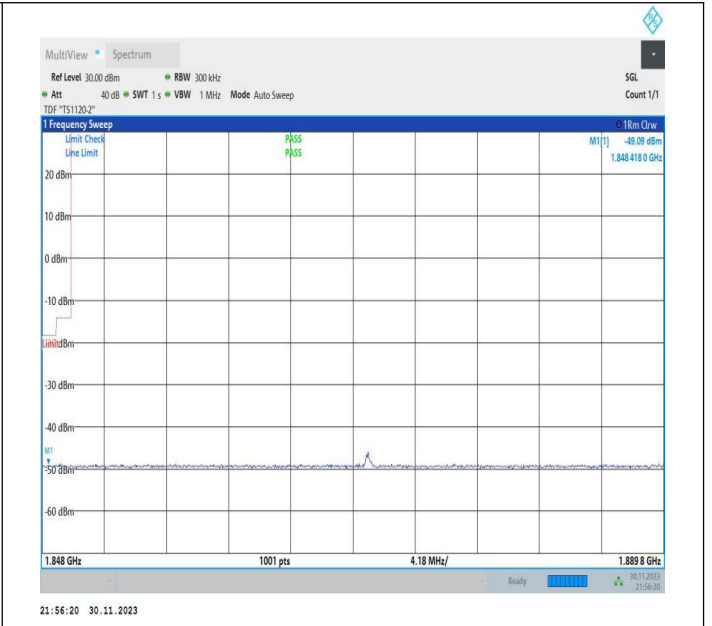 R&S
MultiView Spectrum
Ref Level 30.00 dBm RBW 300 kHz SGL
Att 40 dB SWT 1 s VBW 1 MHz Mode Auto Sweep Count 1/1
TDF "TS1120-2"
1 Frequency Sweep 1Rm Clrw
Limit Check PASS M1[1] -49.09 dBm
Line Limit PASS 1.848 418 0 GHz
20 dBm
10 dBm
0 dBm
-10 dBm
Limit dBm
-30 dBm
-40 dBm
M1
-50 dBm
-60 dBm
1.848 GHz 1001 pts 4.18 MHz/ 1.889 8 GHz
Ready 30.11.2023
21:56:20
21:56:20 30.11.2023